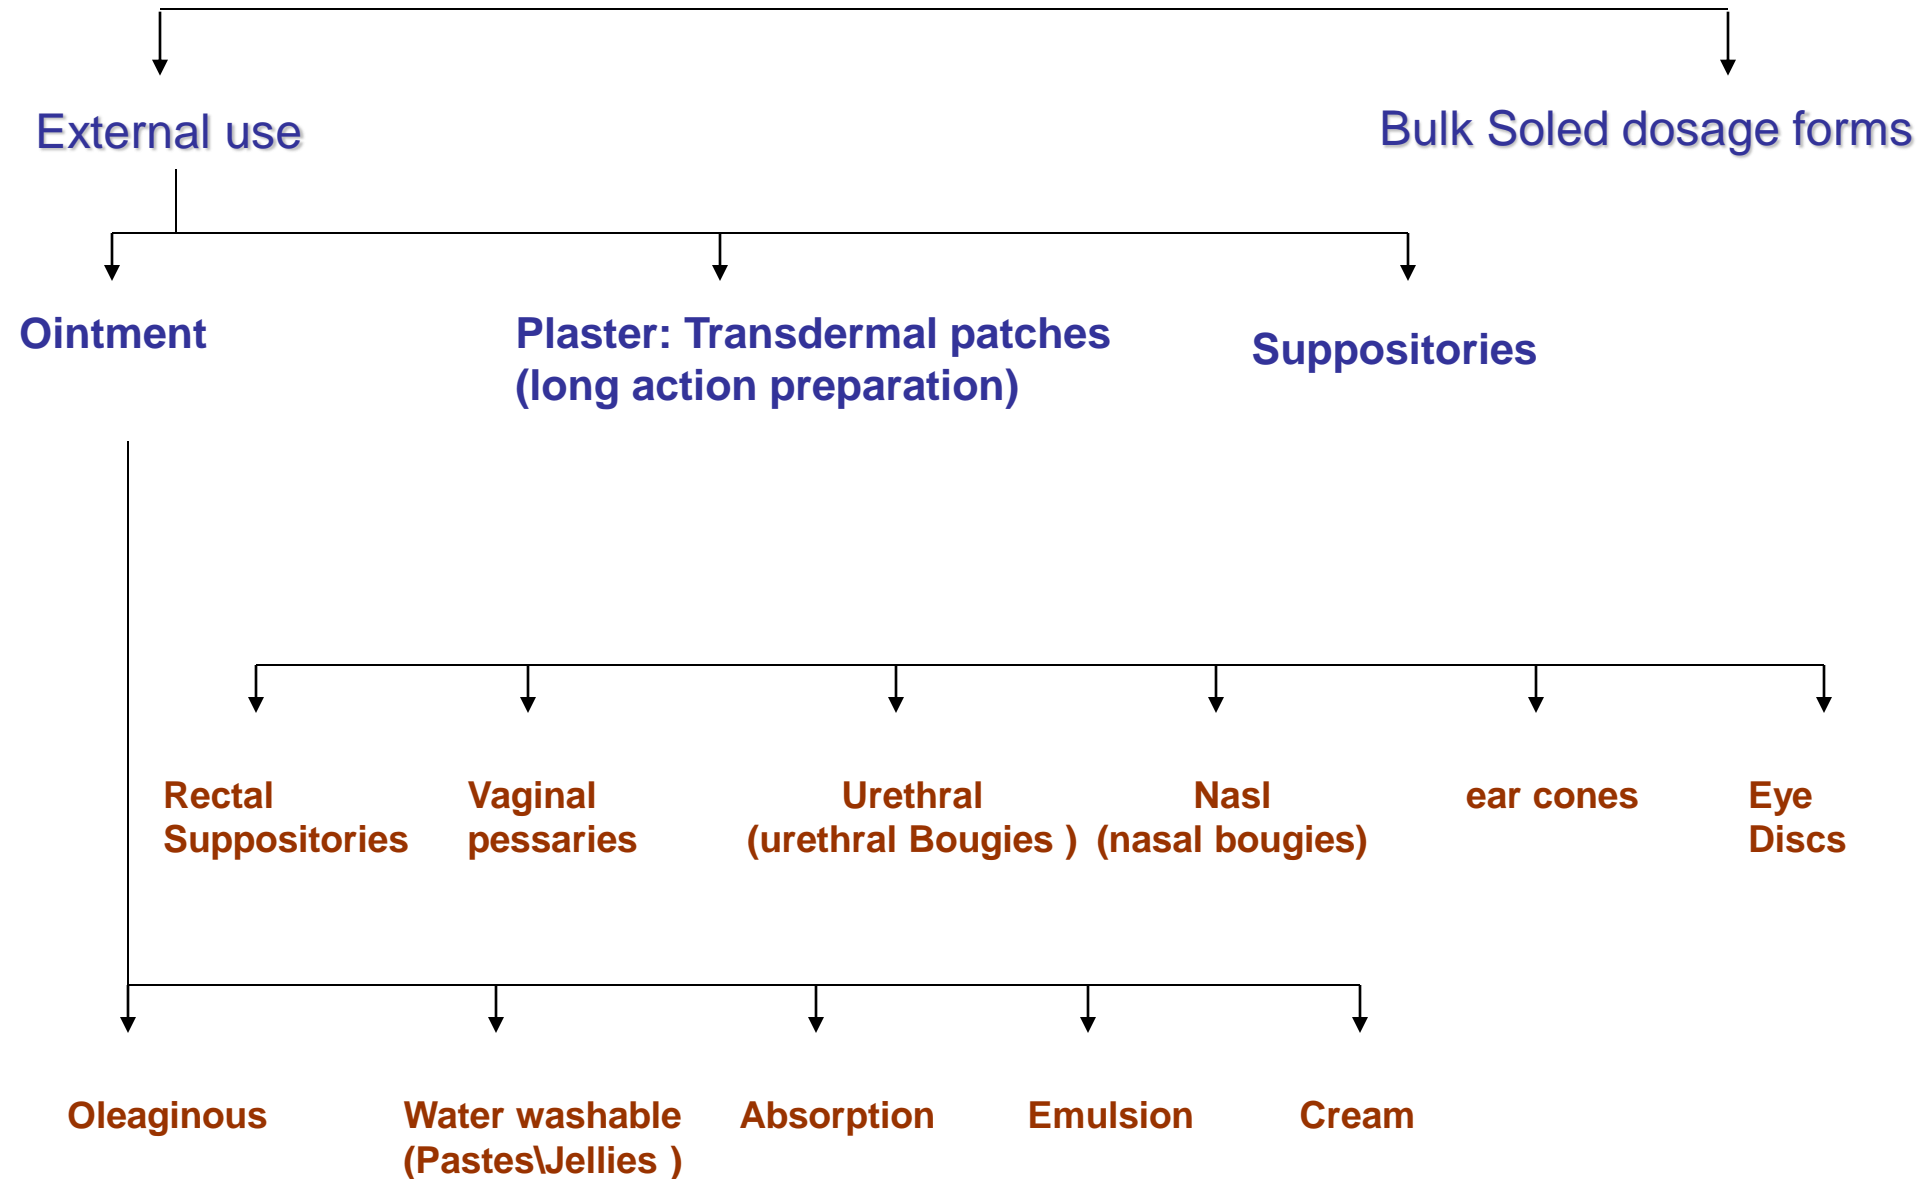 External use
Bulk Soled dosage forms
Ointment
Plaster: Transdermal patches
(long action preparation)
Suppositories
Rectal
Suppositories
Vaginal
pessaries
Urethral
(urethral Bougies )
Nasl
(nasal bougies)
ear cones
Eye
Discs
Oleaginous
Water washable
(Pastes\Jellies )
Absorption
Emulsion
Cream